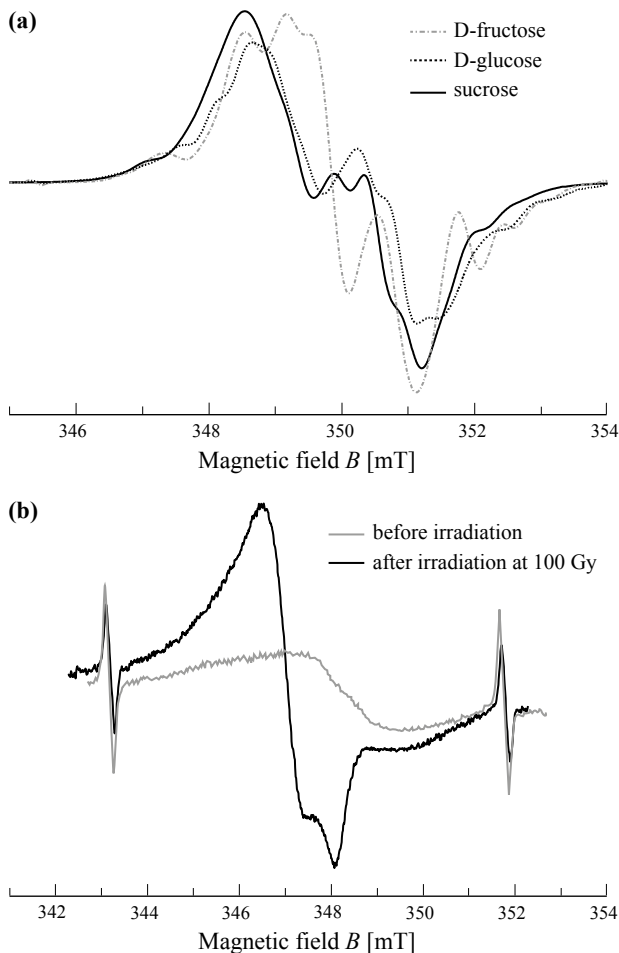 (a)
D-fructose
D-glucose
sucrose
346 348 350 352 354
Magnetic field B [mT]
(b)
before irradiation
after irradiation at 100 Gy
342 344 346 348 350 352 354
Magnetic field B [mT]